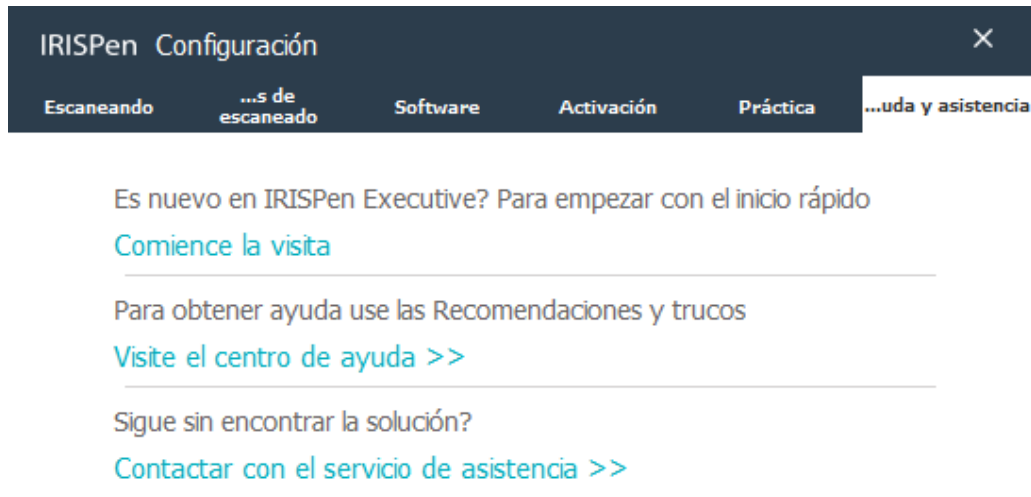 IRISPen Configuración
Escaneando
...s de
escaneado
Software
Activación
Práctica
...uda y asistencia
Es nuevo en IRISPen Executive? Para empezar con el inicio rápido
Comience la visita
Para obtener ayuda use las Recomendaciones y trucos
Visite el centro de ayuda >>
Sigue sin encontrar la solución?
Contactar con el servicio de asistencia >>